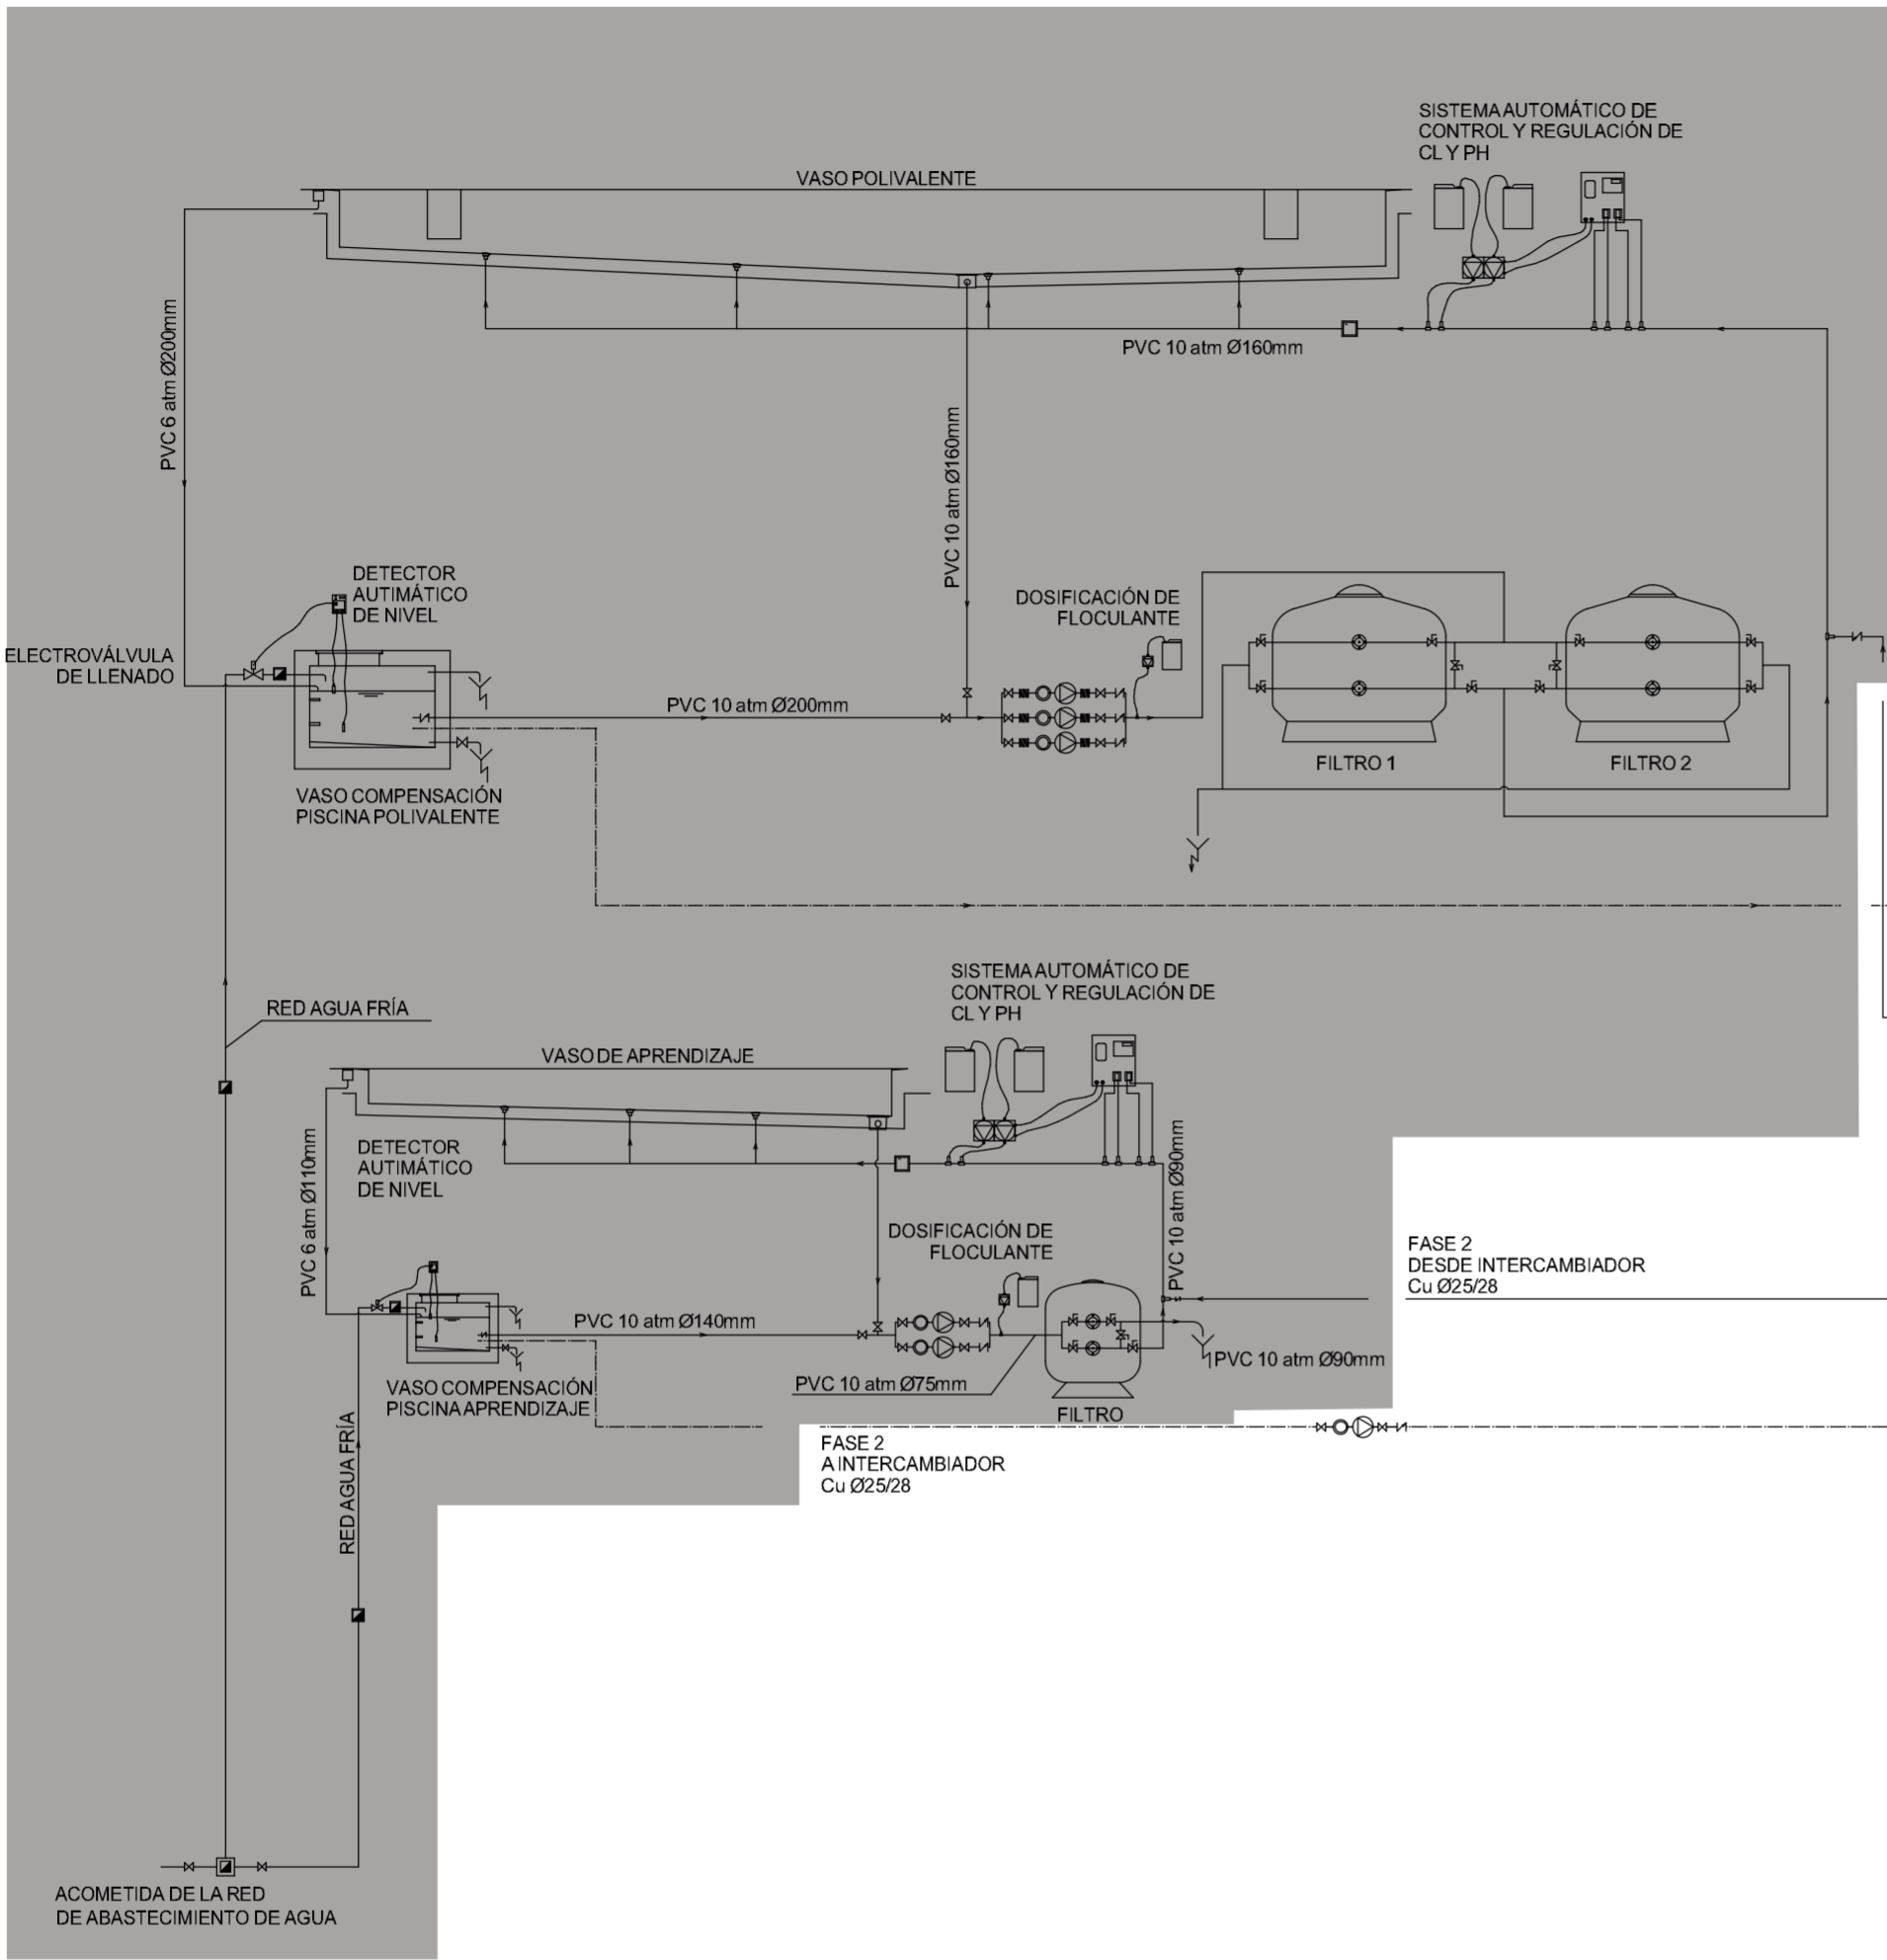 SISTEMA AUTOMÁTICO DE
CONTROL Y REGULACIÓN DE
CL Y PH
VASO POLIVALENTE
PVC 6 atm Ø200mm
PVC 10 atm Ø160mm
PVC 10 atm Ø160mm
DETECTOR
AUTIMÁTICO
DE NIVEL
DOSIFICACIÓN DE
FLOCULANTE
ELECTROVÁLVULA
DE LLENADO
PVC 10 atm Ø200mm
FILTRO 1
FILTRO 2
VASO COMPENSACIÓN
PISCINA POLIVALENTE
SISTEMA AUTOMÁTICO DE
CONTROL Y REGULACIÓN DE
CL Y PH
RED AGUA FRÍA
VASO DE APRENDIZAJE
PVC 6 atm Ø110mm
DETECTOR
AUTIMÁTICO
DE NIVEL
PVC 10 atm Ø90mm
DOSIFICACIÓN DE
FLOCULANTE
FASE 2
DESDE INTERCAMBIADOR
Cu Ø25/28
PVC 10 atm Ø140mm
PVC 10 atm Ø90mm
PVC 10 atm Ø75mm
VASO COMPENSACIÓN
PISCINA APRENDIZAJE
FILTRO
FASE 2
A INTERCAMBIADOR
Cu Ø25/28
RED AGUA FRÍA
ACOMETIDA DE LA RED
DE ABASTECIMIENTO DE AGUA